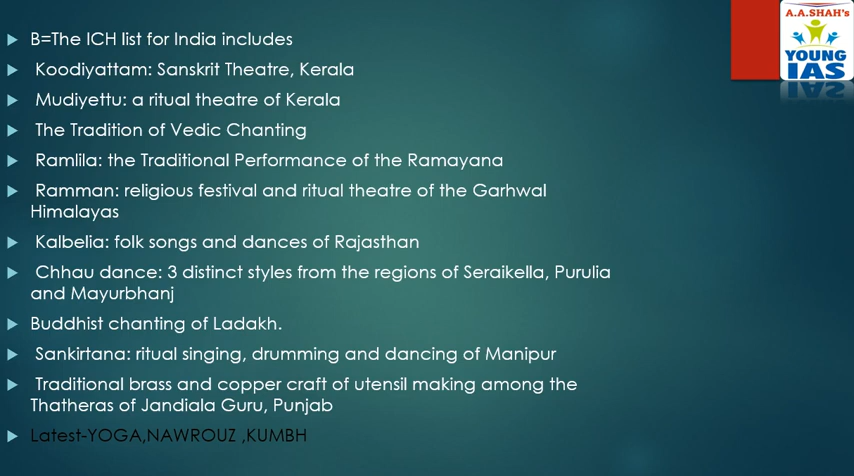 B=The ICH list for India includes
Koodiyattam: Sanskrit Theatre, Kerala
Mudiyettu: a ritual theatre of Kerala
The Tradition of Vedic Chanting
Ramlila: the Traditional Performance of the Ramayana
Ramman: religious festival and ritual theatre of the Garhwal
Himalayas
Kalbelia: folk songs and dances of Rajasthan
Chhau dance: 3 distinct styles from the regions of Seraikella, Purulia
and Mayurbhanj
Buddhist chanting of Ladakh.
Sankirtana: ritual singing, drumming and dancing of Manipur
Traditional brass and copper craft of utensil making among the
Thatheras of Jandiala Guru, Punjab
Latest-YOGA,NAWROUZ ,KUMBH
A.A.SHAH's
YOUNG
IAS